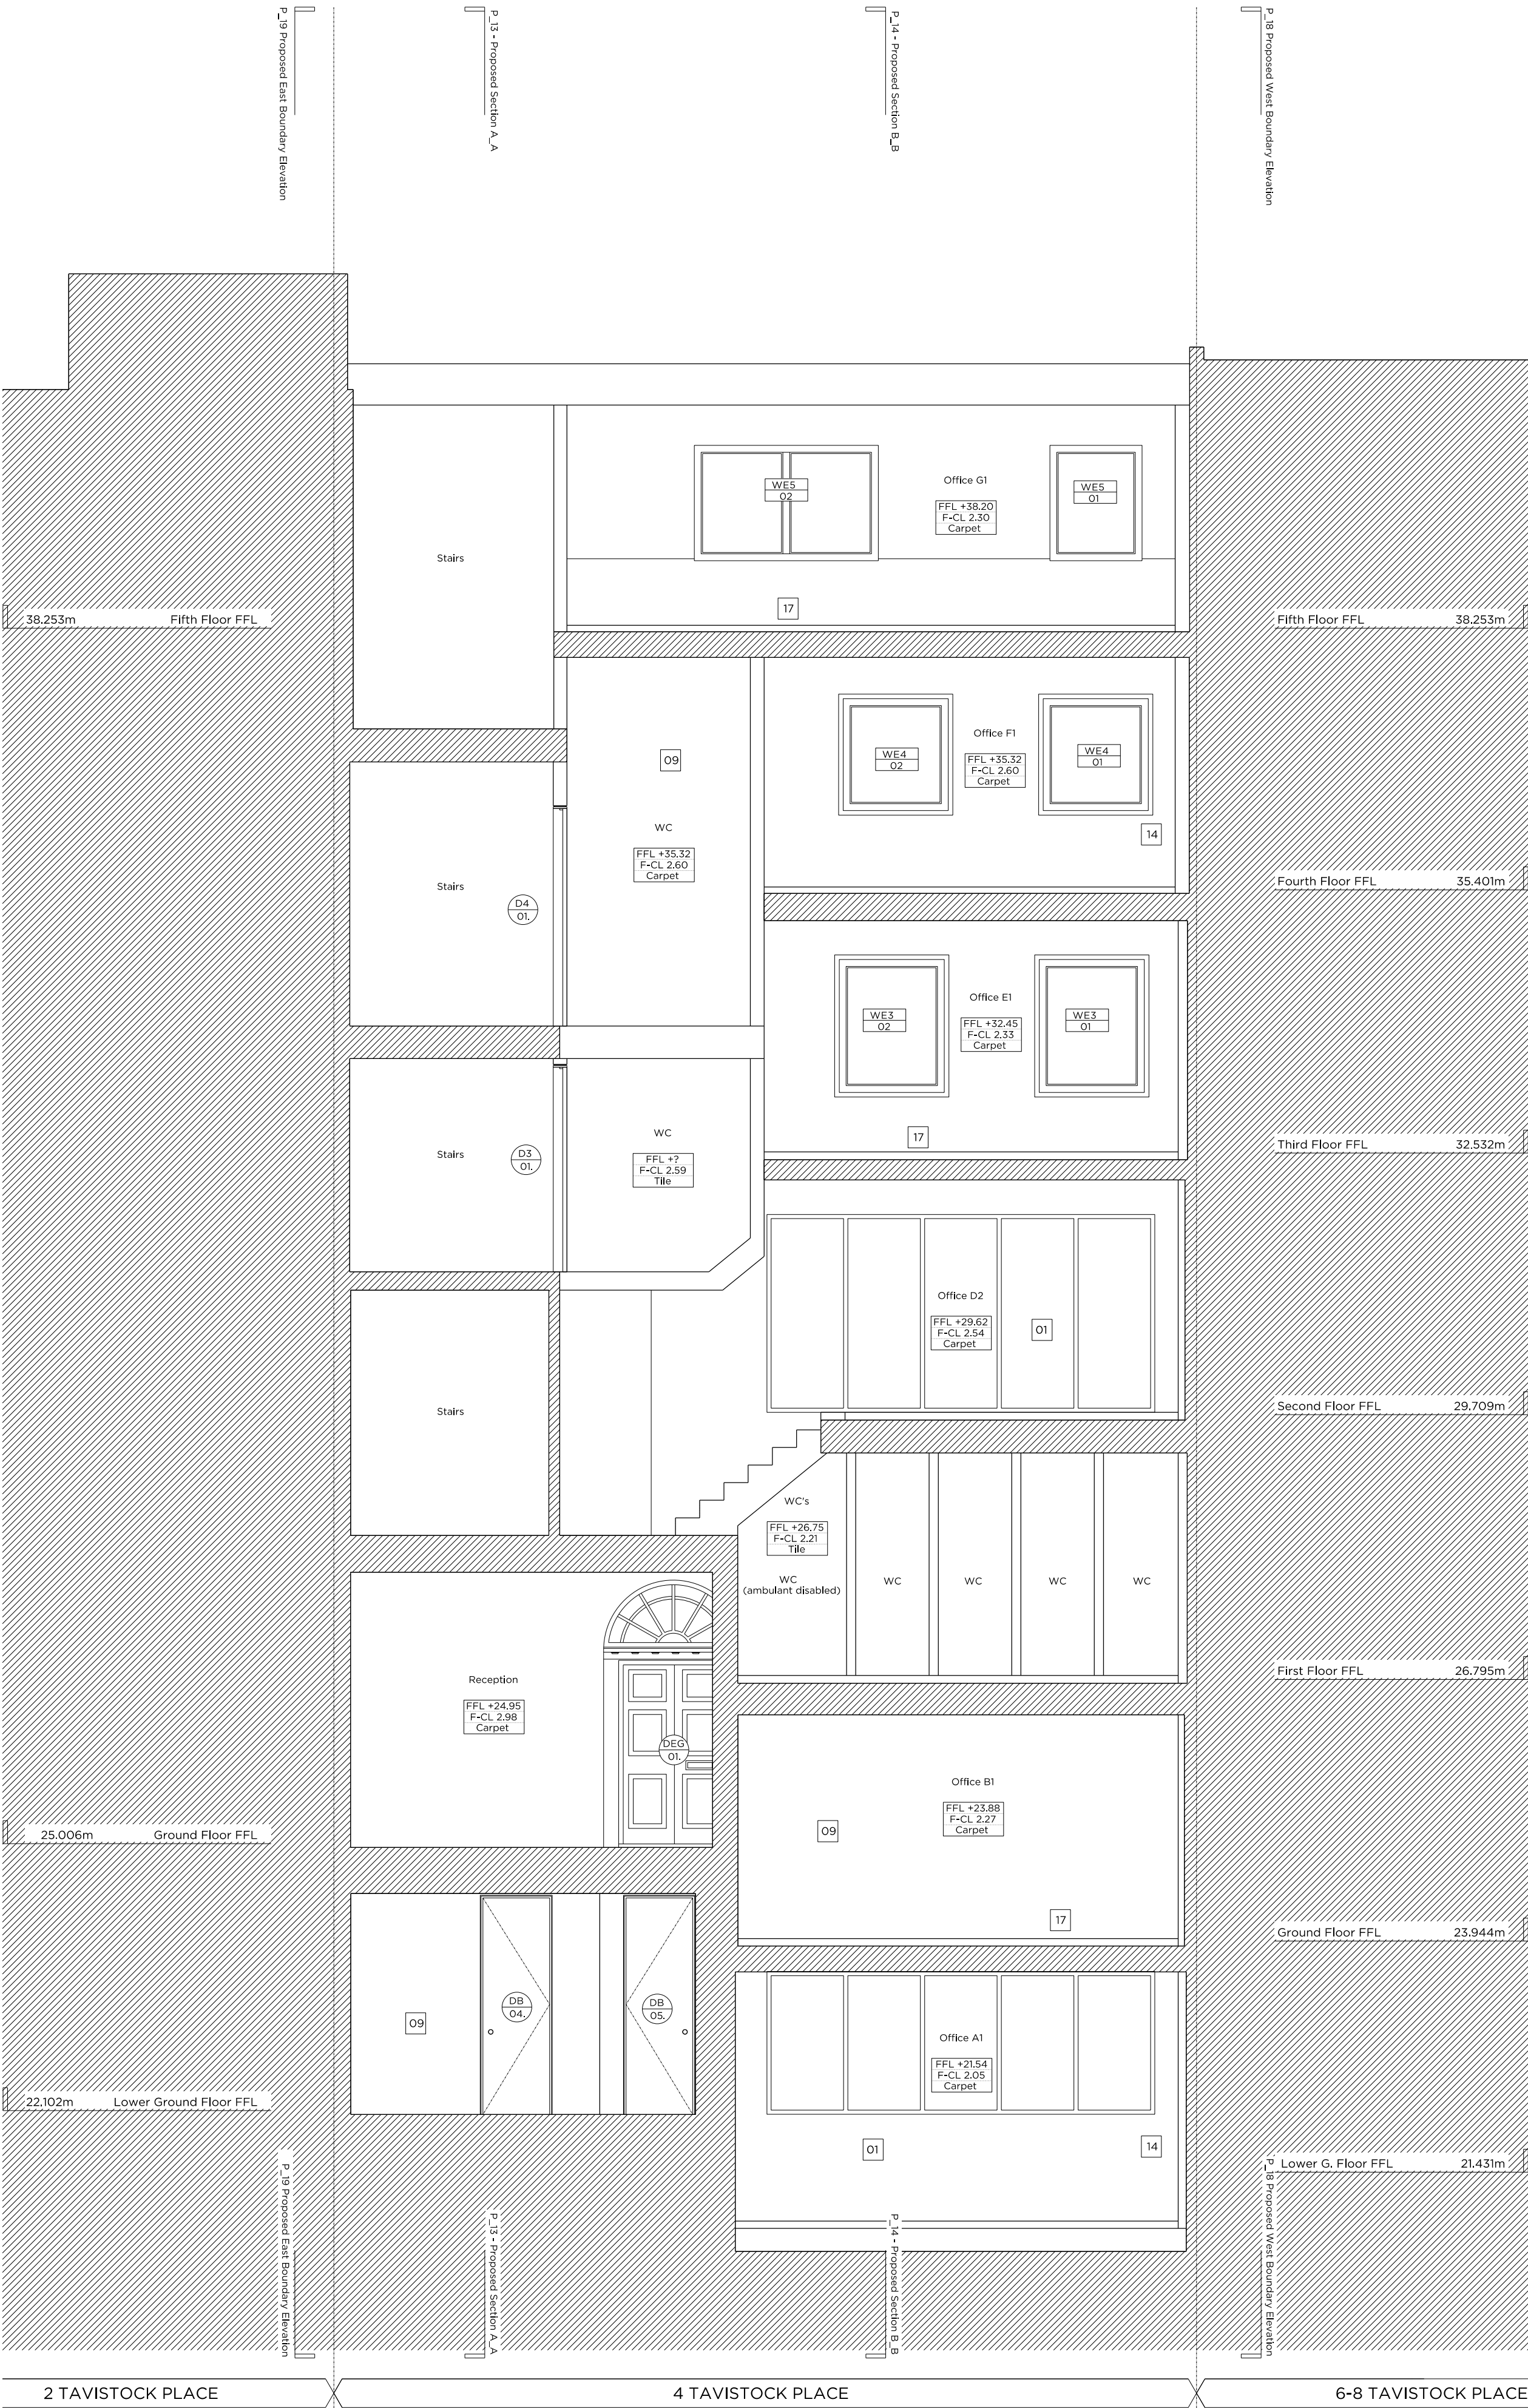 P_19 Proposed East Boundary Elevation
P_13 - Proposed Section A_A
P_14 - Proposed Section B_B
P_18 Proposed West Boundary Elevation
Stairs
WE5
02
Office G1
FFL +38.20
F-CL 2.30
Carpet
WE5
01
17
38.253m Fifth Floor FFL
Fifth Floor FFL 38.253m
09
WC
FFL +35.32
F-CL 2.60
Carpet
WE4
02
Office F1
FFL +35.32
F-CL 2.60
Carpet
WE4
01
14
Stairs
D4
01.
Fourth Floor FFL 35.401m
WE3
02
Office E1
FFL +32.45
F-CL 2.33
Carpet
WE3
01
17
Stairs
D3
01.
WC
FFL +?
F-CL 2.59
Tile
Third Floor FFL 32.532m
Office D2
FFL +29.62
F-CL 2.54
Carpet
01
Stairs
Second Floor FFL 29.709m
WC's
FFL +26.75
F-CL 2.21
Tile
WC
(ambulant disabled)
WC
WC
WC
WC
Reception
FFL +24.95
F-CL 2.98
Carpet
DEG
01.
First Floor FFL 26.795m
Office B1
FFL +23.88
F-CL 2.27
Carpet
09
17
25.006m Ground Floor FFL
Ground Floor FFL 23.944m
09
DB
04.
DB
05.
Office A1
FFL +21.54
F-CL 2.05
Carpet
01
14
22.102m Lower Ground Floor FFL
Lower G. Floor FFL 21.431m
P_19 Proposed East Boundary Elevation
P_13 - Proposed Section A_A
P_14 - Proposed Section B_B
P_18 Proposed West Boundary Elevation
2 TAVISTOCK PLACE
4 TAVISTOCK PLACE
6-8 TAVISTOCK PLACE